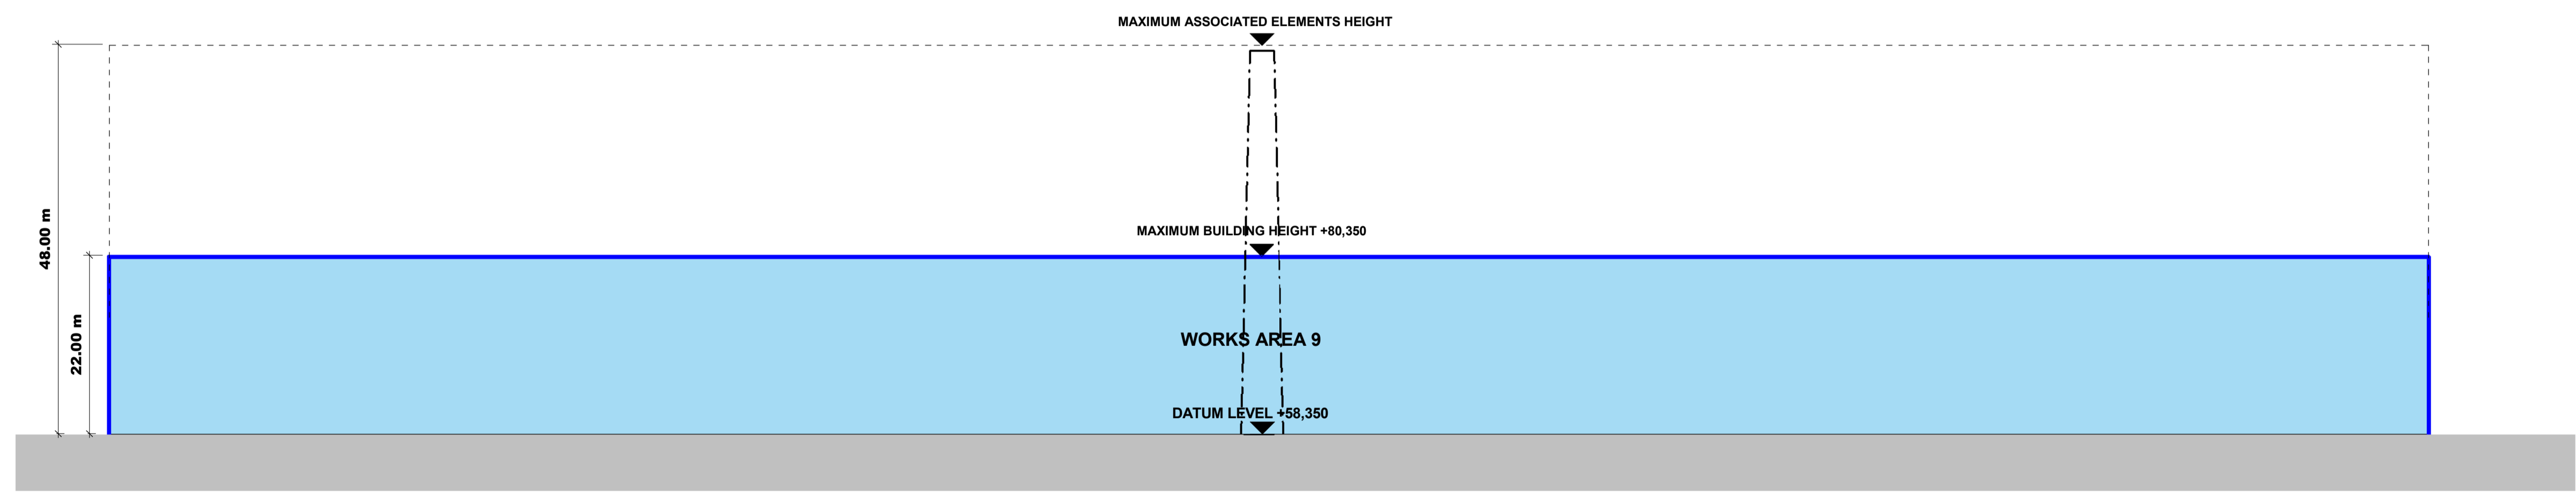 MAXIMUM ASSOCIATED ELEMENTS HEIGHT
48.00 m
MAXIMUM BUILDING HEIGHT +80,350
22.00 m
WORKS AREA 9
DATUM LEVEL +58,350